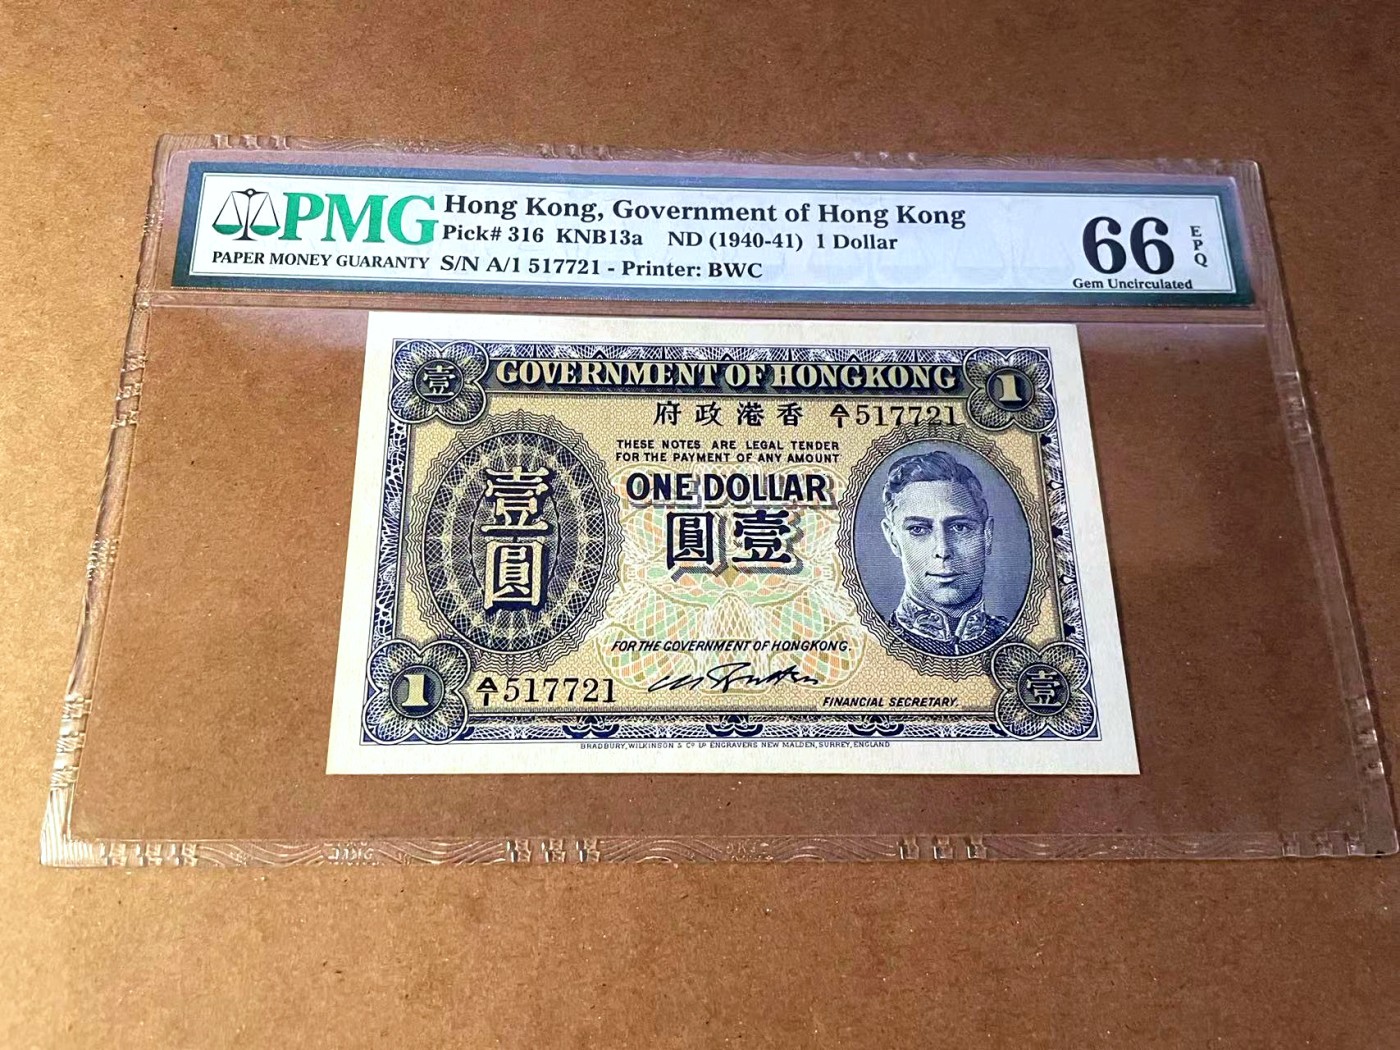 PMG
PAPER MONEY GUARANTY
Hong Kong, Government of Hong Kong
Pick# 316 KNB13a ND (1940-41) 1 Dollar
S/N A/1 517721 - Printer: BWC
66
EPQ
Gem Uncirculated
壹
GOVERNMENT OF HONGKONG
1
府政港香 A/1 517721
THESE NOTES ARE LEGAL TENDER
FOR THE PAYMENT OF ANY AMOUNT
ONE DOLLAR
圓壹
壹圓
FOR THE GOVERNMENT OF HONGKONG.
1
A/1 517721
FINANCIAL SECRETARY.
壹
BRADBURY, WILKINSON & Co Ld ENGRAVERS NEW MALDEN, SURREY, ENGLAND